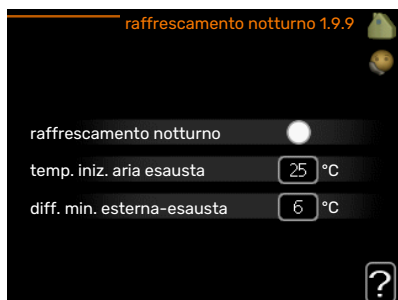 raffrescamento notturno 1.9.9
raffrescamento notturno
temp. iniz. aria esausta 25 °C
diff. min. esterna-esausta 6 °C
?